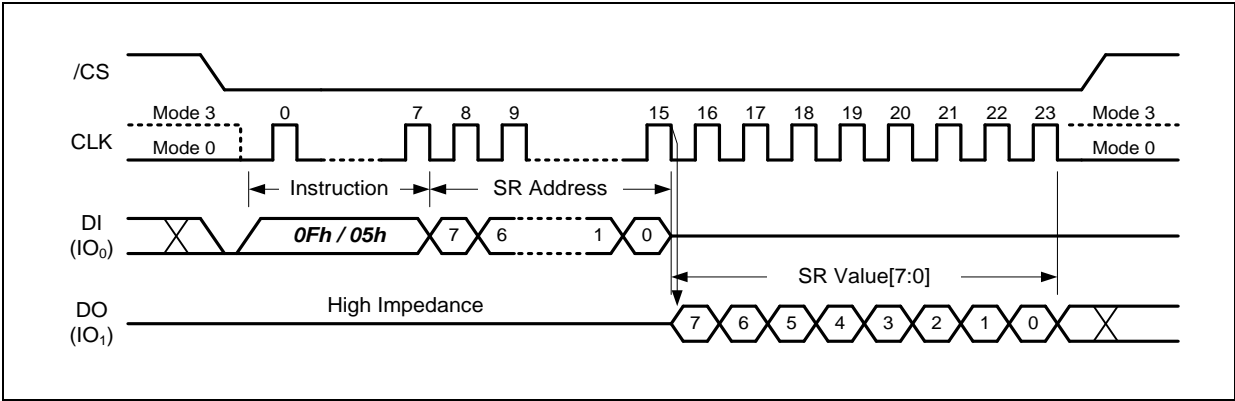 /CS
Mode 3 0 7 8 9 15 16 17 18 19 20 21 22 23 Mode 3
CLK
Mode 0 Mode 0
Instruction SR Address
DI
(IO₀)
0Fh / 05h 7 6 1 0
SR Value[7:0]
High Impedance
DO
(IO₁)
7 6 5 4 3 2 1 0